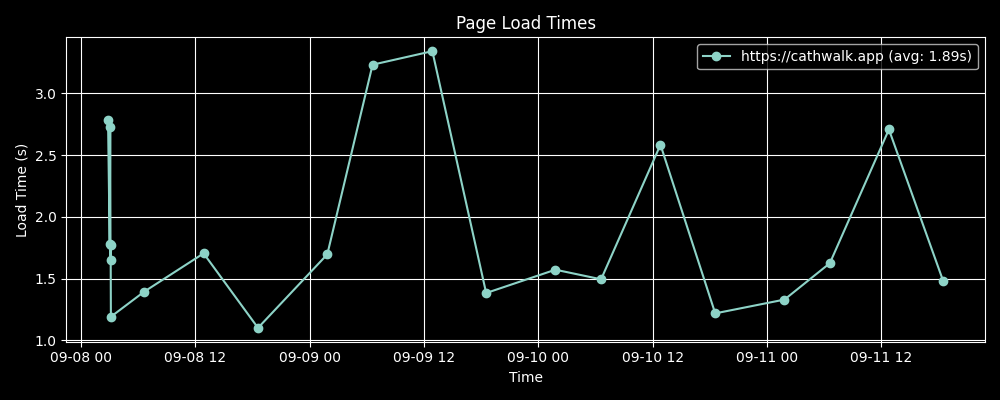 Page Load Times
https://cathwalk.app (avg: 1.89s)
Load Time (s)
3.0
2.5
2.0
1.5
1.0
09-08 00 09-08 12 09-09 00 09-09 12 09-10 00 09-10 12 09-11 00 09-11 12
Time